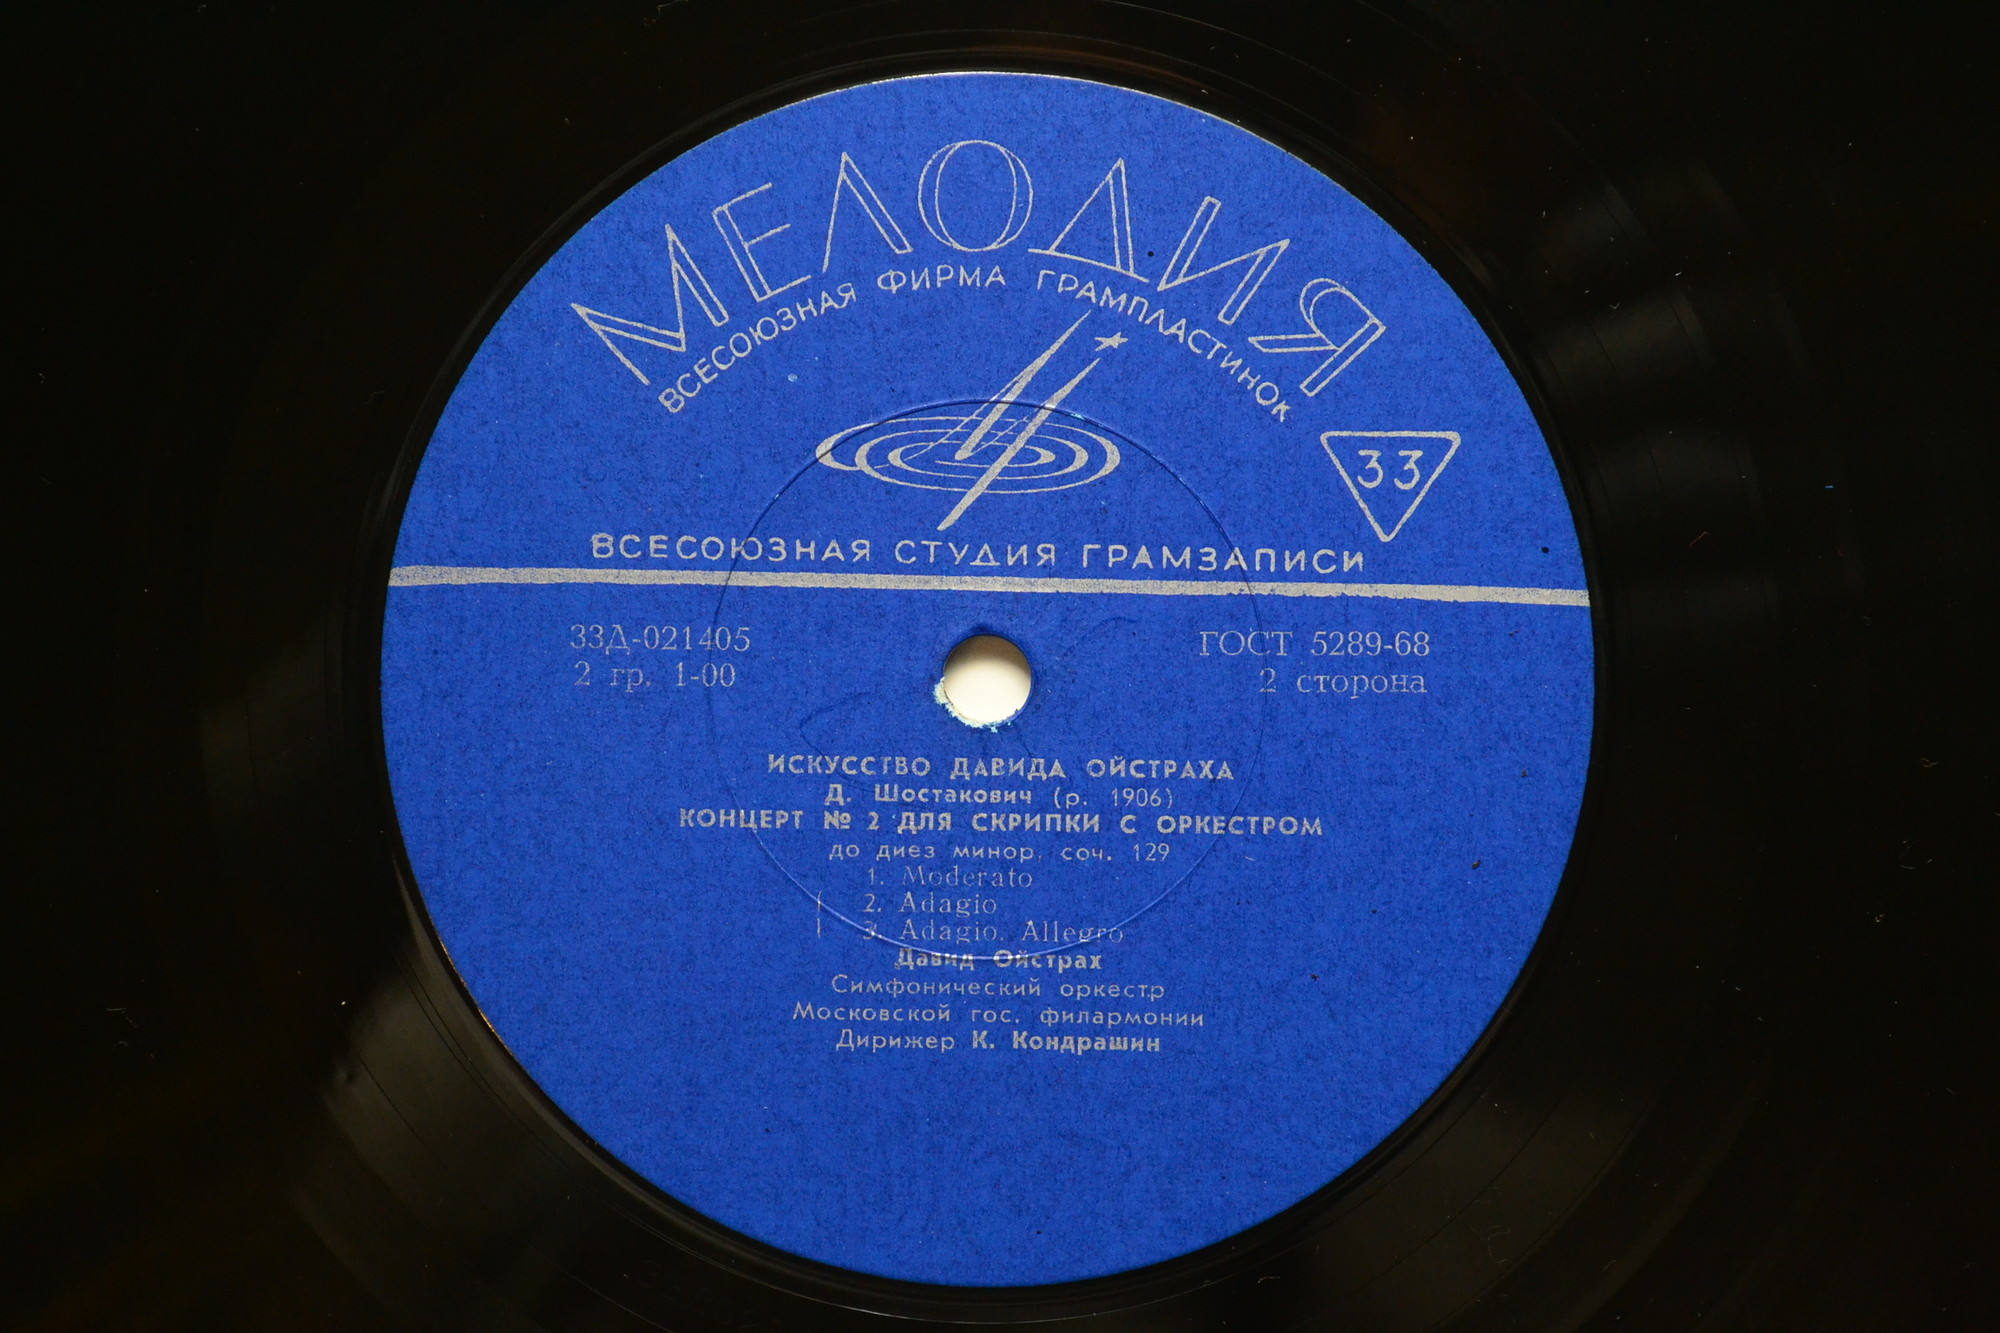 МЕЛОДИЯ
ВСЕСОЮЗНАЯ ФИРМА ГРАМПЛАСТИНОК
33
ВСЕСОЮЗНАЯ СТУДИЯ ГРАМЗАПИСИ
33Д-021405
2 гр. 1-00
ГОСТ 5289-68
2 сторона
ИСКУССТВО ДАВИДА ОЙСТРАХА
Д. Шостакович (р. 1906)
КОНЦЕРТ № 2 ДЛЯ СКРИПКИ С ОРКЕСТРОМ
до диез минор, соч. 129
1. Moderato
2. Adagio
3. Adagio. Allegro
Давид Ойстрах
Симфонический оркестр
Московской гос. филармонии
Дирижер К. Кондрашин